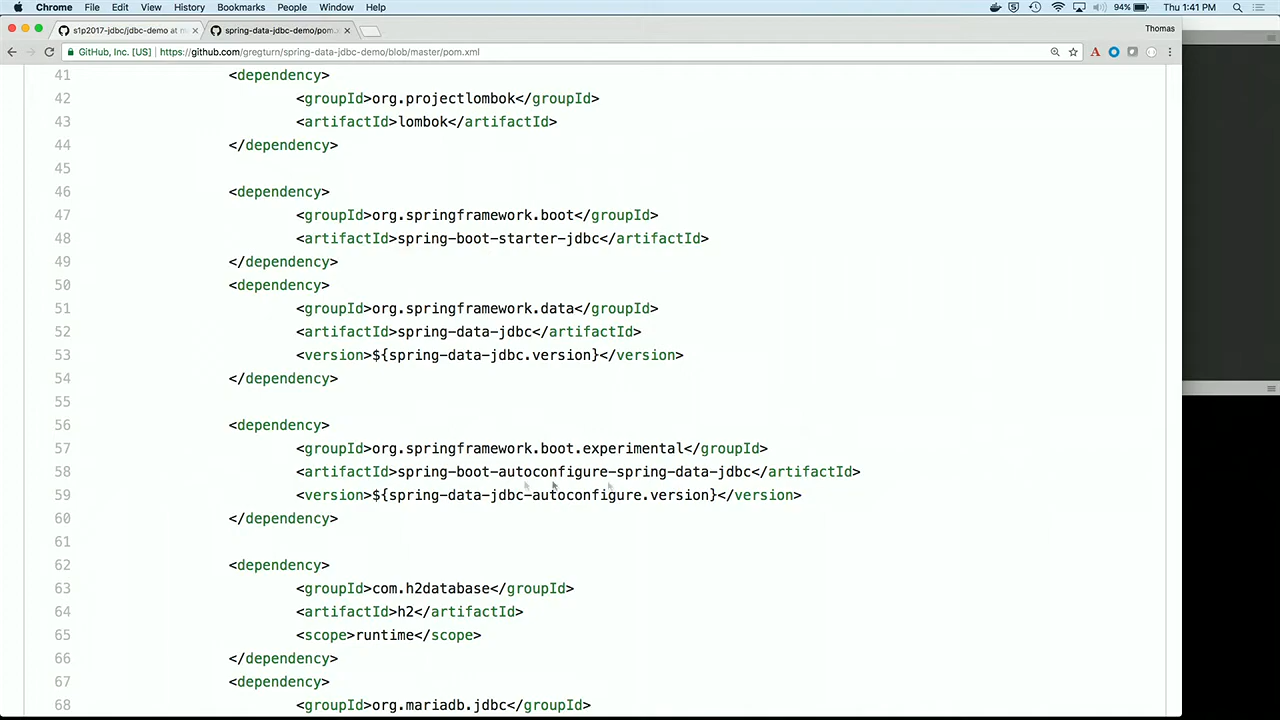 Chrome File Edit View History Bookmarks People Window Help 94% Thu 1:41 PM
s1p2017-jdbc/jdbc-demo at m spring-data-jdbc-demo/pom. Thomas
GitHub, Inc. [US] https://github.com/gregturn/spring-data-jdbc-demo/blob/master/pom.xml
41 <dependency>
42 <groupId>org.projectlombok</groupId>
43 <artifactId>lombok</artifactId>
44 </dependency>
45
46 <dependency>
47 <groupId>org.springframework.boot</groupId>
48 <artifactId>spring-boot-starter-jdbc</artifactId>
49 </dependency>
50 <dependency>
51 <groupId>org.springframework.data</groupId>
52 <artifactId>spring-data-jdbc</artifactId>
53 <version>${spring-data-jdbc.version}</version>
54 </dependency>
55
56 <dependency>
57 <groupId>org.springframework.boot.experimental</groupId>
58 <artifactId>spring-boot-autoconfigure-spring-data-jdbc</artifactId>
59 <version>${spring-data-jdbc-autoconfigure.version}</version>
60 </dependency>
61
62 <dependency>
63 <groupId>com.h2database</groupId>
64 <artifactId>h2</artifactId>
65 <scope>runtime</scope>
66 </dependency>
67 <dependency>
68 <groupId>org.mariadb.jdbc</groupId>